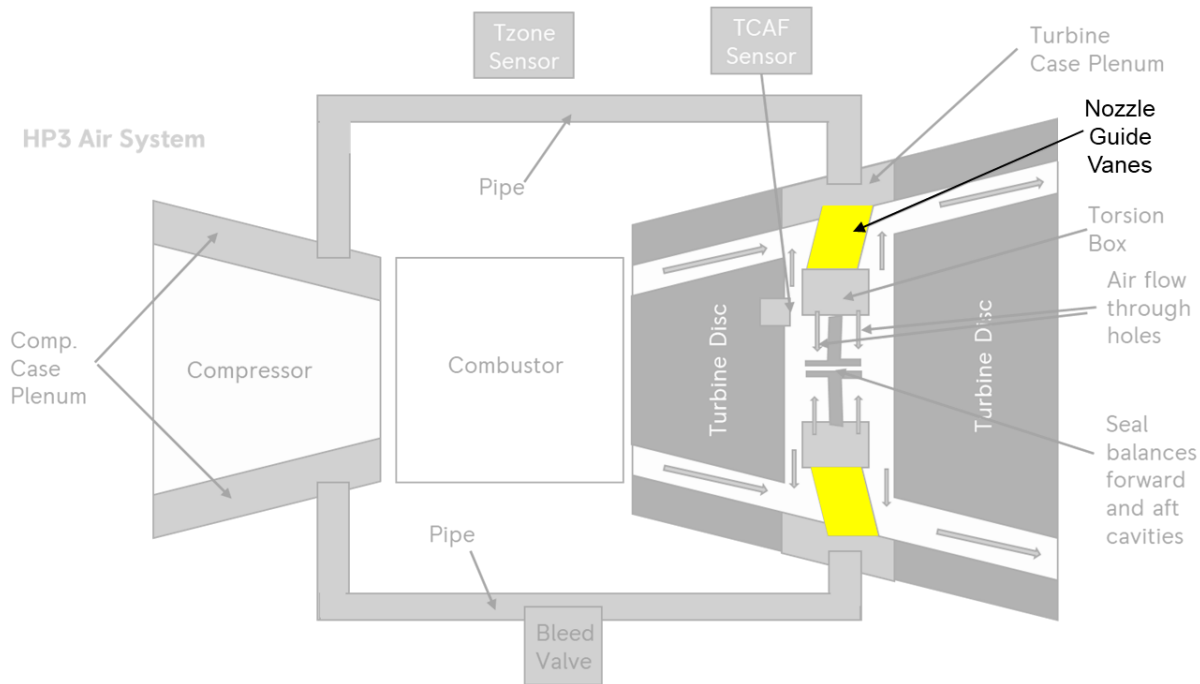 Tzone
Sensor
TCAF
Sensor
Turbine
Case Plenum
Nozzle
Guide
Vanes
HP3 Air System
Pipe
Torsion
Box
Air flow
through
holes
Comp.
Case
Plenum
Compressor
Combustor
Turbine Disc
Turbine Disc
Seal
balances
forward
and aft
cavities
Pipe
Bleed
Valve